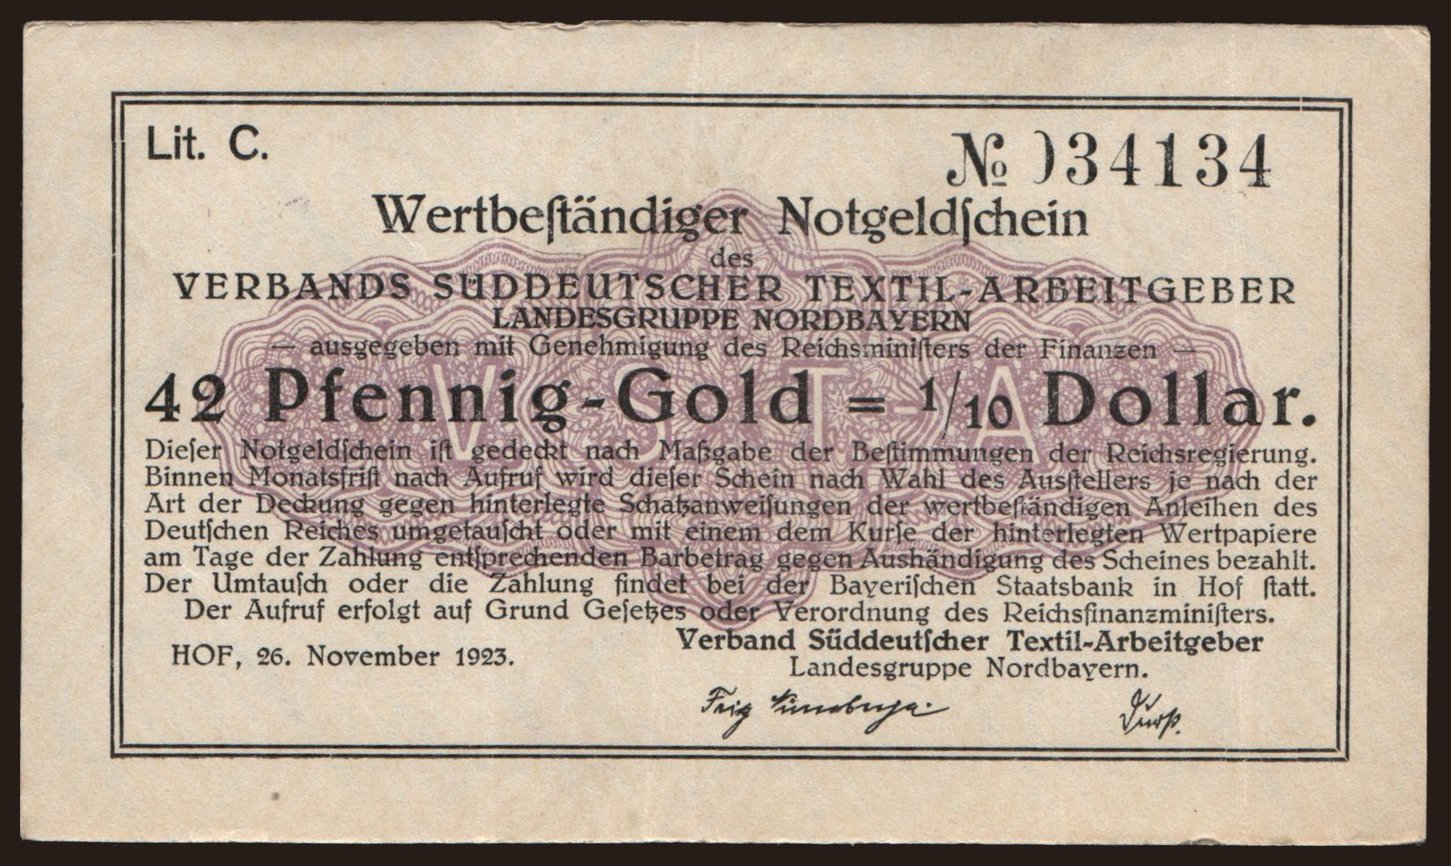 Lit. C.
№ 034134
Wertbeſtändiger Notgeldſchein
des
VERBANDS SÜDDEUTSCHER TEXTIL-ARBEITGEBER
LANDESGRUPPE NORDBAYERN
— ausgegeben mit Genehmigung des Reichsminiſters der Finanzen —
42 Pfennig-Gold = 1/10 Dollar.
V S T - A
Dieſer Notgeldſchein iſt gedeckt nach Maßgabe der Beſtimmungen der Reichsregierung.
Binnen Monatsfriſt nach Aufruf wird dieſer Schein nach Wahl des Ausſtellers je nach der
Art der Deckung gegen hinterlegte Schatzanweiſungen der wertbeſtändigen Anleihen des
Deutſchen Reiches umgetauſcht oder mit einem dem Kurſe der hinterlegten Wertpapiere
am Tage der Zahlung entſprechenden Barbetrag gegen Aushändigung des Scheines bezahlt.
Der Umtauſch oder die Zahlung findet bei der Bayeriſchen Staatsbank in Hof ſtatt.
Der Aufruf erfolgt auf Grund Geſetzes oder Verordnung des Reichsfinanzminiſters.
Verband Süddeutſcher Textil-Arbeitgeber
HOF, 26. November 1923.
Landesgruppe Nordbayern.